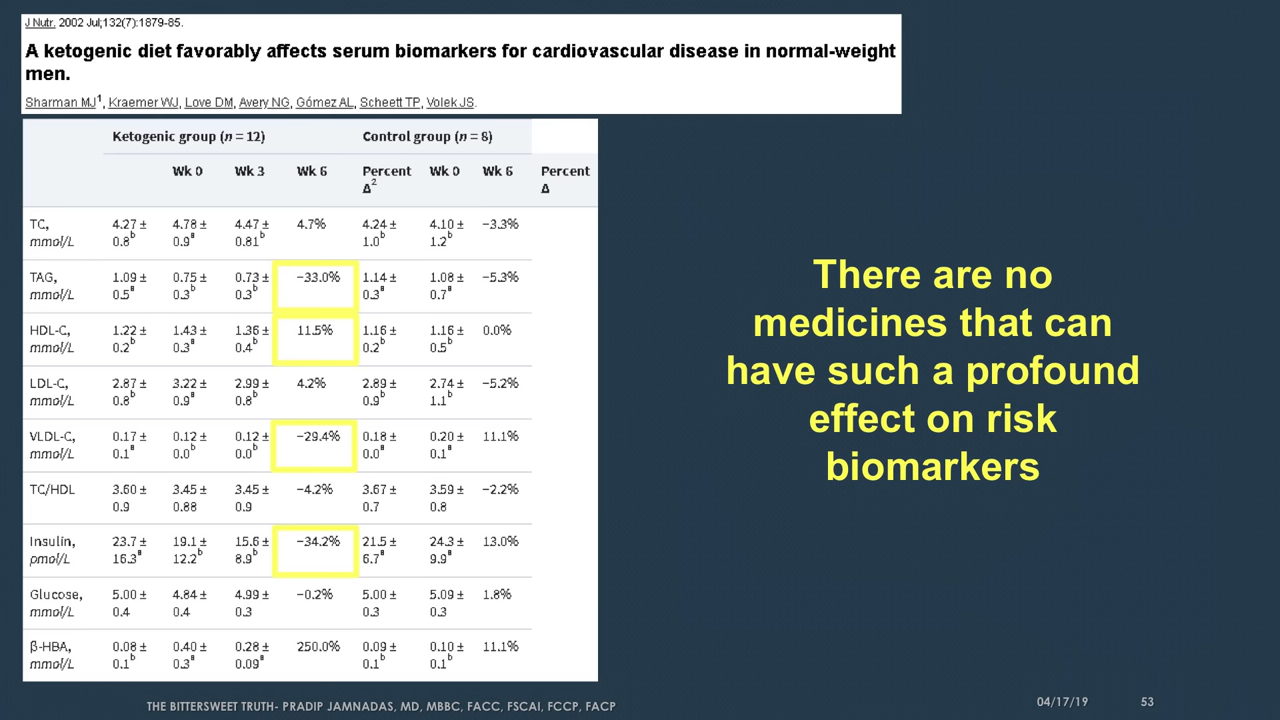 J Nutr. 2002 Jul;132(7):1879-85.
A ketogenic diet favorably affects serum biomarkers for cardiovascular disease in normal-weight
men.
Sharman MJ1, Kraemer WJ, Love DM, Avery NG, Gómez AL, Scheett TP, Volek JS.
Ketogenic group (n = 12) Control group (n = 8)
Wk 0 Wk 3 Wk 6 Percent Δ2 Wk 0 Wk 6 Percent Δ
TC, mmol/L 4.27 ± 0.8b 4.78 ± 0.9a 4.47 ± 0.81b 4.7% 4.24 ± 1.0b 4.10 ± 1.2b −3.3%
TAG, mmol/L 1.09 ± 0.5a 0.75 ± 0.3b 0.73 ± 0.3b −33.0% 1.14 ± 0.3a 1.08 ± 0.7a −5.3%
HDL-C, mmol/L 1.22 ± 0.2b 1.43 ± 0.3a 1.36 ± 0.4b 11.5% 1.16 ± 0.2b 1.16 ± 0.5b 0.0%
LDL-C, mmol/L 2.87 ± 0.8b 3.22 ± 0.9a 2.99 ± 0.8b 4.2% 2.89 ± 0.9b 2.74 ± 1.1b −5.2%
VLDL-C, mmol/L 0.17 ± 0.1a 0.12 ± 0.0b 0.12 ± 0.0b −29.4% 0.18 ± 0.0a 0.20 ± 0.1a 11.1%
TC/HDL 3.60 ± 0.9 3.45 ± 0.88 3.45 ± 0.9 −4.2% 3.67 ± 0.7 3.59 ± 0.8 −2.2%
Insulin, pmol/L 23.7 ± 16.3a 19.1 ± 12.2b 15.6 ± 8.9b −34.2% 21.5 ± 6.7a 24.3 ± 9.9a 13.0%
Glucose, mmol/L 5.00 ± 0.4 4.84 ± 0.4 4.99 ± 0.3 −0.2% 5.00 ± 0.3 5.09 ± 0.3 1.8%
β-HBA, mmol/L 0.08 ± 0.1b 0.40 ± 0.3a 0.28 ± 0.09a 250.0% 0.09 ± 0.1b 0.10 ± 0.1b 11.1%
There are no
medicines that can
have such a profound
effect on risk
biomarkers
THE BITTERSWEET TRUTH- PRADIP JAMNADAS, MD, MBBC, FACC, FSCAI, FCCP, FACP
04/17/19
53